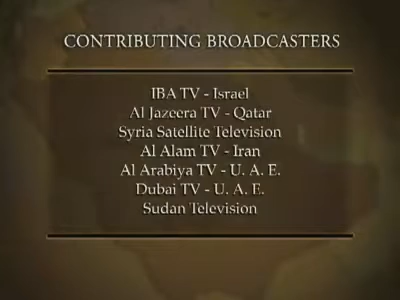 CONTRIBUTING BROADCASTERS
IBA TV - Israel
Al Jazeera TV - Qatar
Syria Satellite Television
Al Alam TV - Iran
Al Arabiya TV - U. A. E.
Dubai TV - U. A. E.
Sudan Television